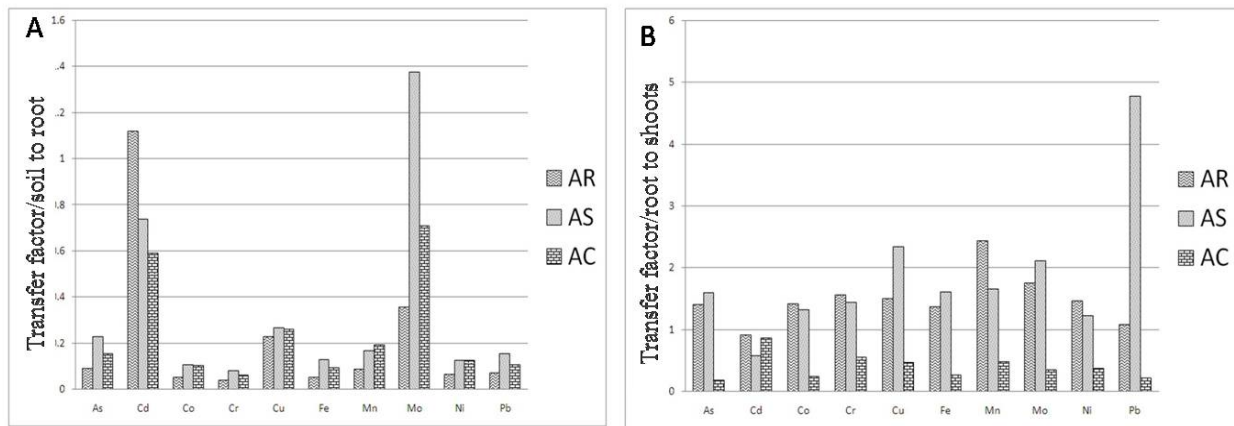 A
Transfer factor/soil to root
1.6
.4
.2
1
.8
.6
.4
.2
0
As Cd Co Cr Cu Fe Mn Mo Ni Pb
AR
AS
AC
B
Transfer factor/root to shoots
6
5
4
3
2
1
0
As Cd Co Cr Cu Fe Mn Mo Ni Pb
AR
AS
AC